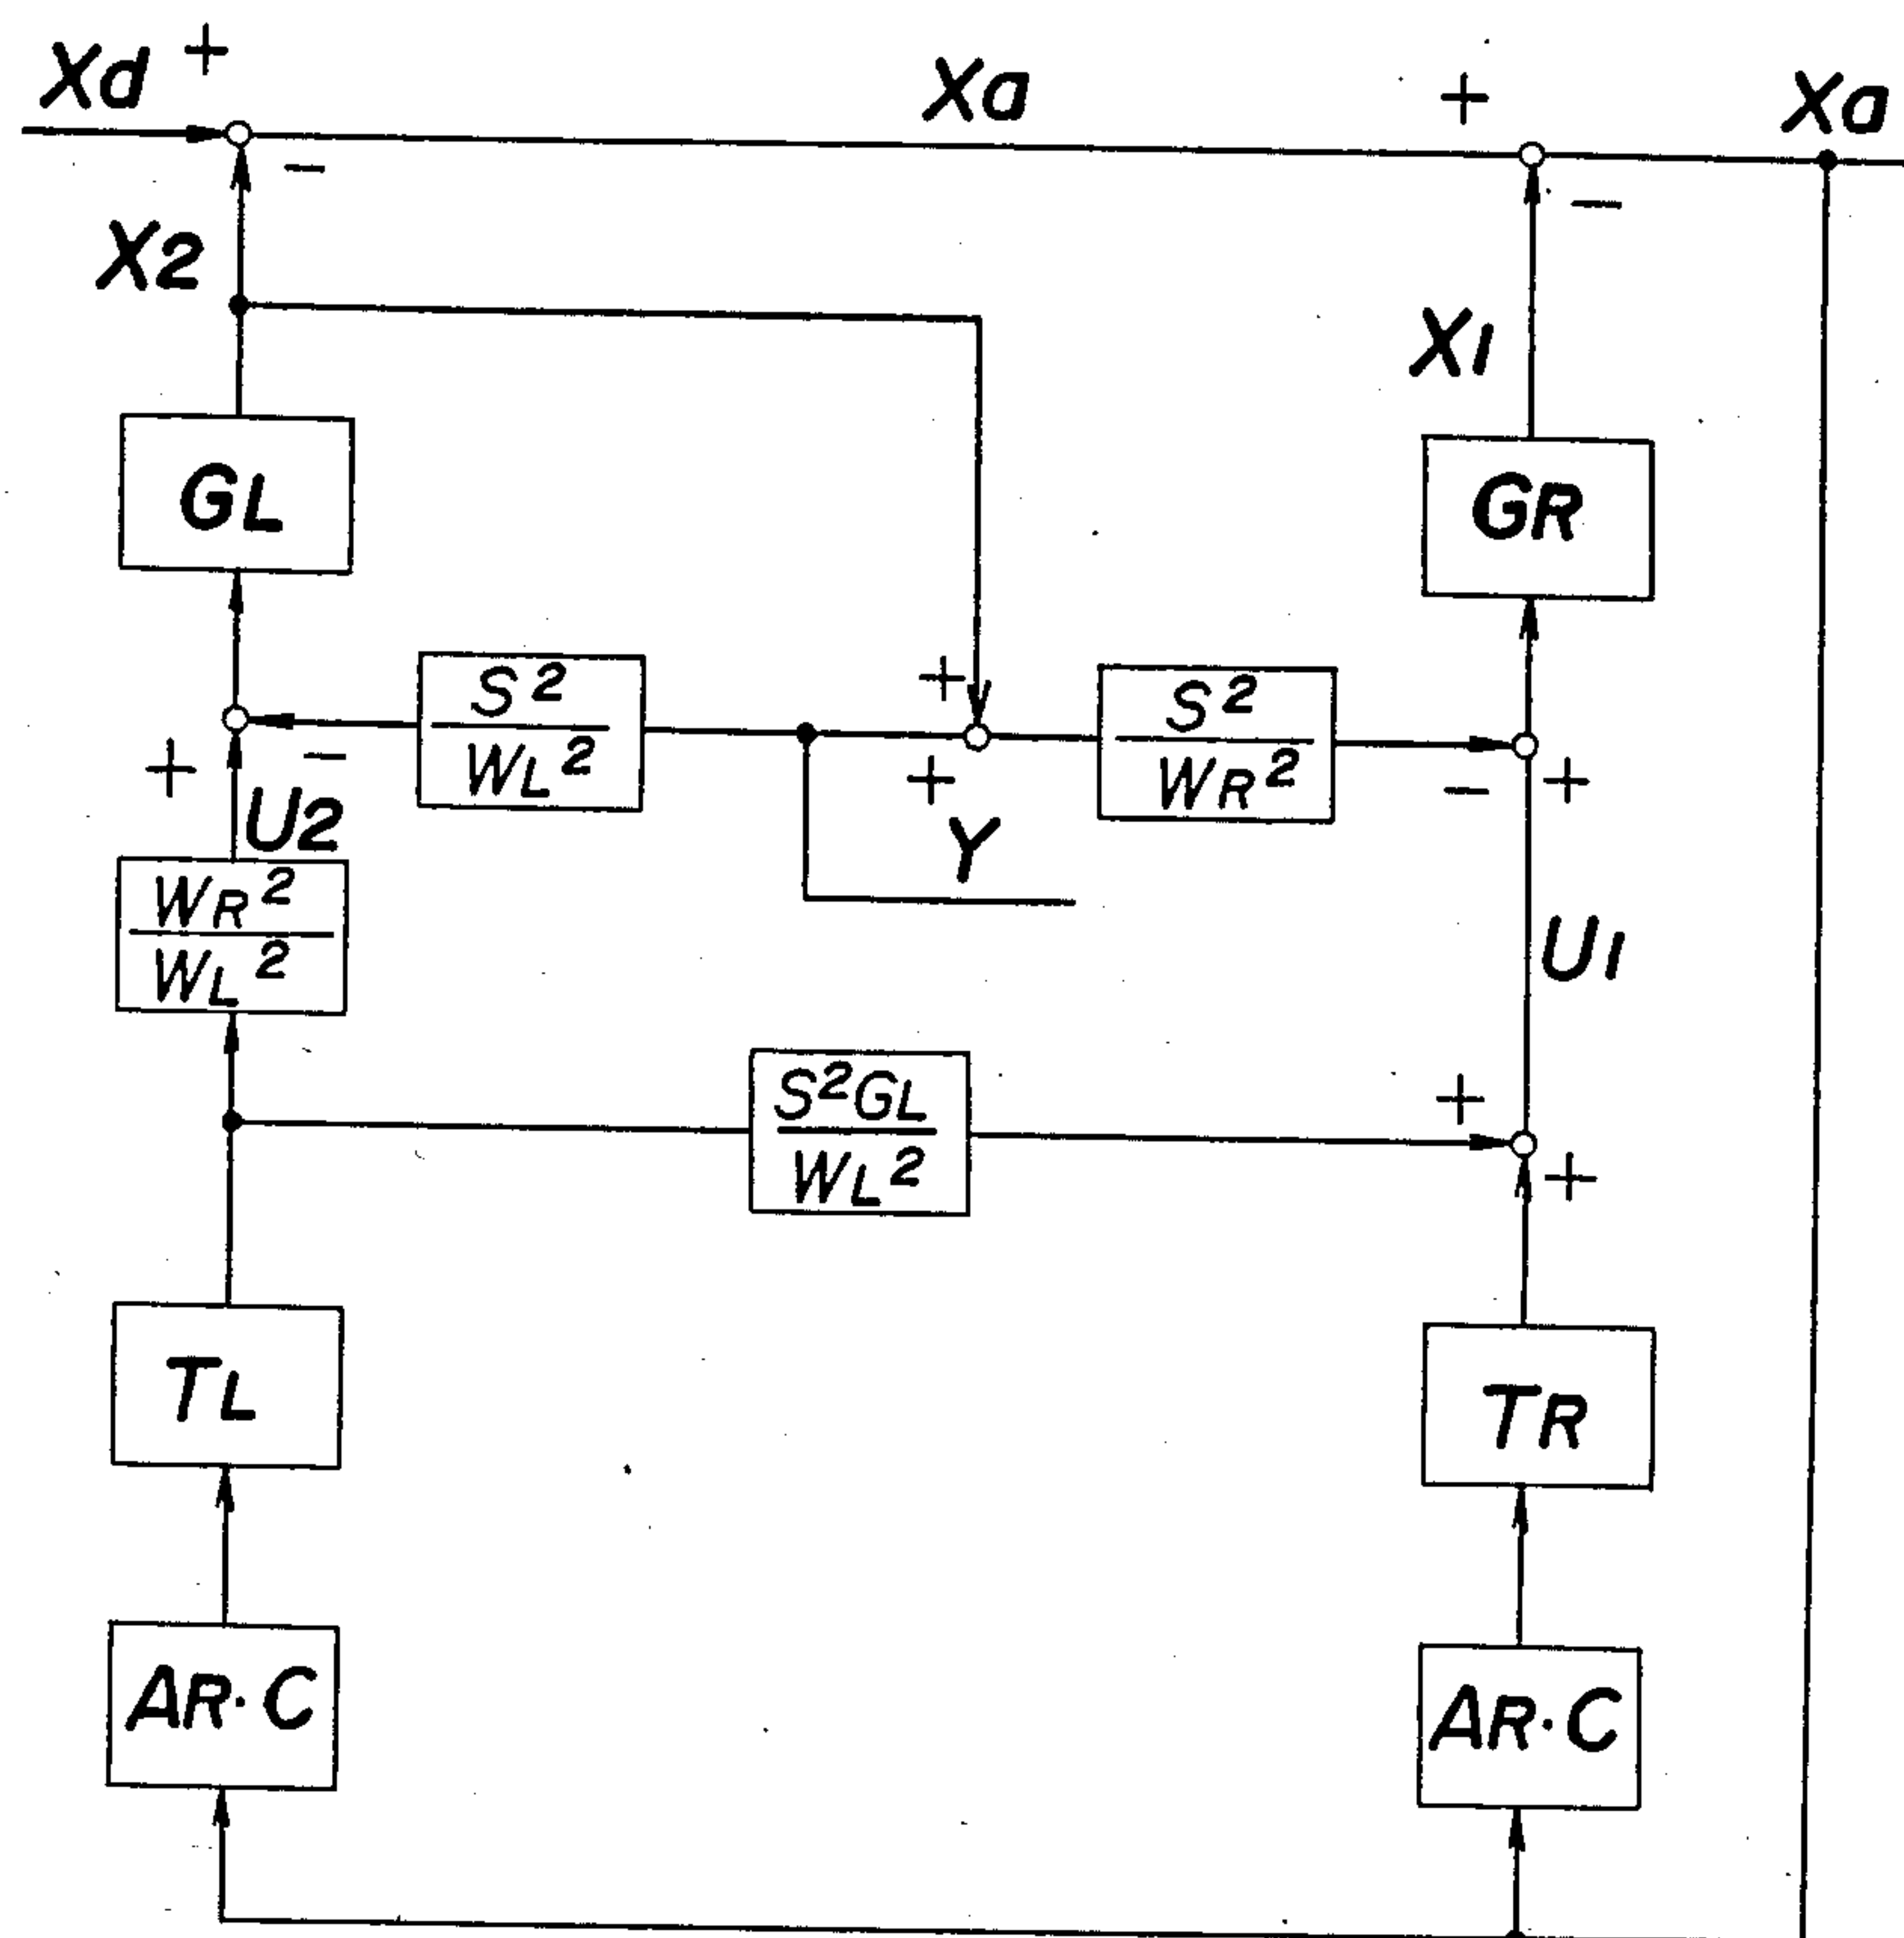 Xd +
Xa
+
Xa
−
−
X2
X1
GL
GR
S²
WL²
+
S²
WR²
+
−
+
−
+
U2
Y
WR²
WL²
U1
S²GL
WL²
+
+
TL
TR
AR·C
AR·C